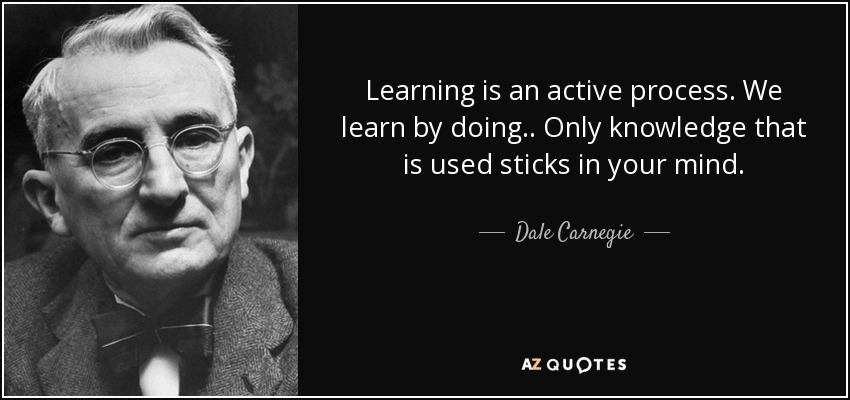 Learning is an active process. We
learn by doing.. Only knowledge that
is used sticks in your mind.
Dale Carnegie
AZ QUOTES